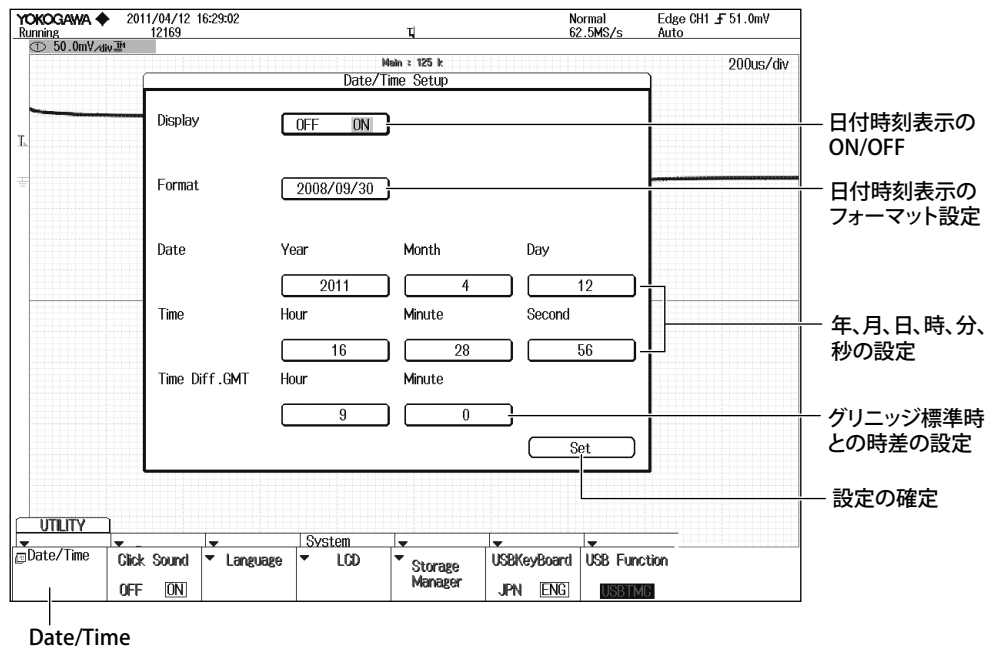 YOKOGAWA ◆ 2011/04/12 16:29:02 Normal Edge CH1 51.0mV
Running 12169 62.5MS/s Auto
① 50.0mV/div
Main : 125 k 200us/div
Date/Time Setup
Display OFF ON
日付時刻表示の
ON/OFF
Format 2008/09/30
日付時刻表示の
フォーマット設定
Date Year Month Day
2011 4 12
Time Hour Minute Second
年、月、日、時、分、
秒の設定
16 28 56
Time Diff.GMT Hour Minute
9 0
グリニッジ標準時
との時差の設定
Set
設定の確定
UTILITY
System
Date/Time Click Sound Language LCD Storage USBKeyBoard USB Function
Manager
OFF ON JPN ENG USBTMC
Date/Time